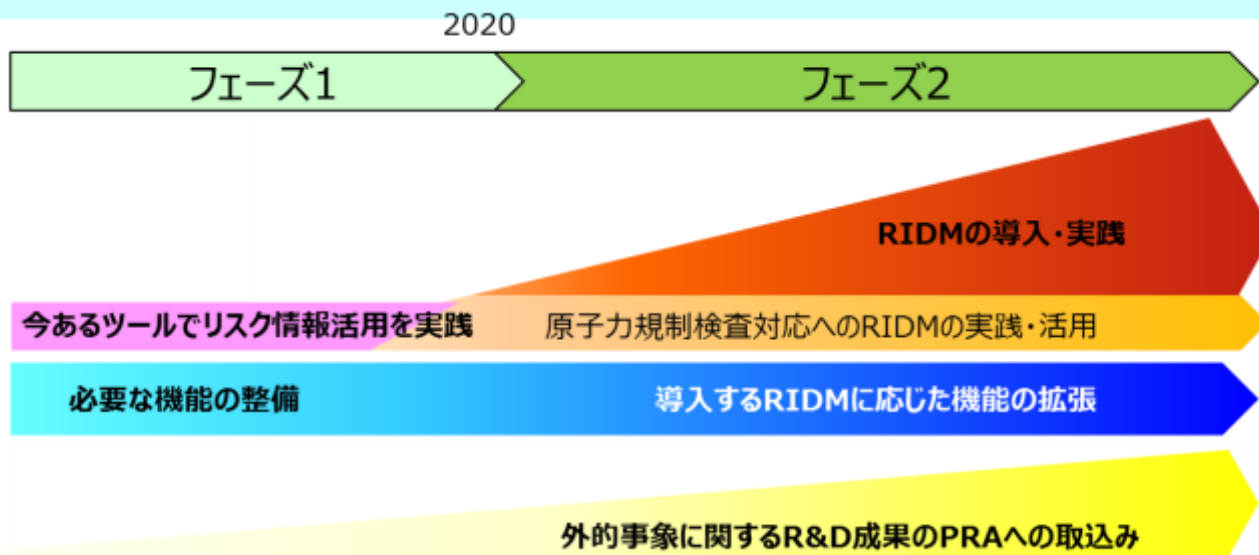 2020
フェーズ1
フェーズ2
RIDMの導入・実践
今あるツールでリスク情報活用を実践
原子力規制検査対応へのRIDMの実践・活用
必要な機能の整備
導入するRIDMに応じた機能の拡張
外的事象に関するR&D成果のPRAへの取込み